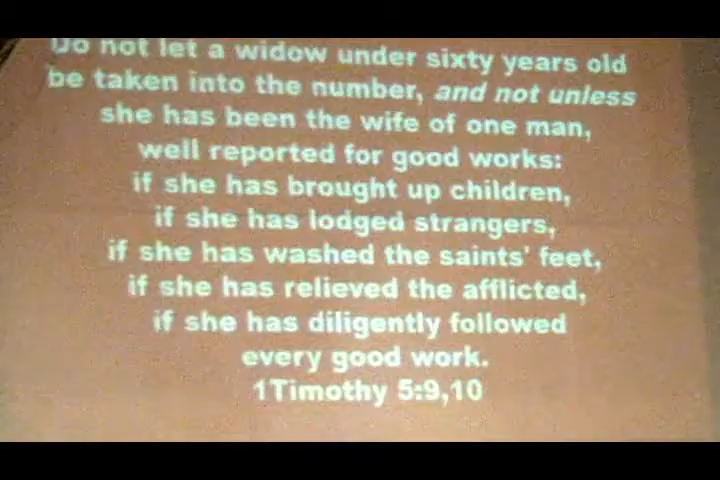 Do not let a widow under sixty years old
be taken into the number, and not unless
she has been the wife of one man,
well reported for good works:
if she has brought up children,
if she has lodged strangers,
if she has washed the saints' feet,
if she has relieved the afflicted,
if she has diligently followed
every good work.
1Timothy 5:9,10